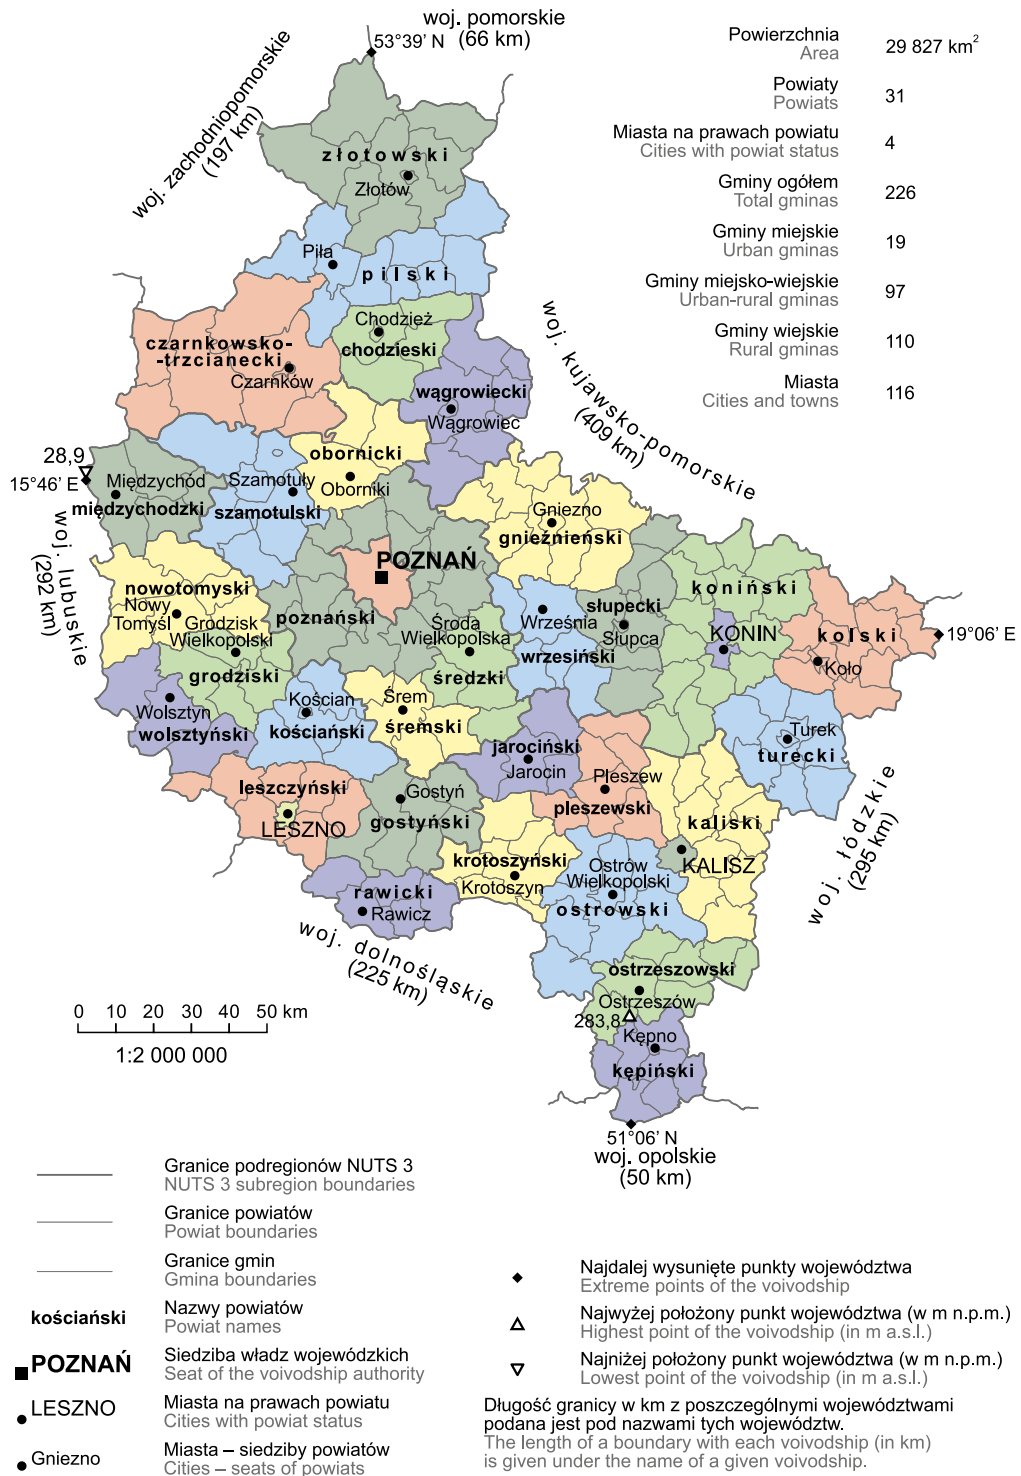 woj. pomorskie
(66 km)
53°39' N
woj. zachodniopomorskie
(197 km)
Powierzchnia
Area
29 827 km²
Powiaty
Powiats
31
Miasta na prawach powiatu
Cities with powiat status
4
Gminy ogółem
Total gminas
226
Gminy miejskie
Urban gminas
19
Gminy miejsko-wiejskie
Urban-rural gminas
97
Gminy wiejskie
Rural gminas
110
Miasta
Cities and towns
116
złotowski
Złotów
Piła
pilski
Chodzież
chodzieski
czarnkowsko-
-trzcianecki
Czarnków
wągrowiecki
Wągrowiec
woj. kujawsko-pomorskie
(409 km)
obornicki
Oborniki
28,9
15°46' E
Międzychód
międzychodzki
Szamotuły
szamotulski
Gniezno
gnieźnieński
POZNAŃ
poznański
woj. lubuskie
(292 km)
nowotomyski
Nowy
Tomyśl
Grodzisk
Wielkopolski
grodziski
Środa
Wielkopolska
średzki
Września
wrzesiński
słupecki
Słupca
koniński
KONIN
kolski
Koło
19°06' E
Wolsztyn
wolsztyński
Kościan
kościański
Śrem
śremski
jarociński
Jarocin
Pleszew
pleszewski
Turek
turecki
leszczyński
LESZNO
Gostyń
gostyński
kaliski
KALISZ
krotoszyński
Krotoszyn
Ostrów
Wielkopolski
ostrowski
woj. łódzkie
(295 km)
rawicki
Rawicz
woj. dolnośląskie
(225 km)
ostrzeszowski
Ostrzeszów
283,8
Kępno
kępiński
51°06' N
woj. opolskie
(50 km)
0 10 20 30 40 50 km
1:2 000 000
Granice podregionów NUTS 3
NUTS 3 subregion boundaries
Granice powiatów
Powiat boundaries
Granice gmin
Gmina boundaries
kościański
Nazwy powiatów
Powiat names
POZNAŃ
Siedziba władz wojewódzkich
Seat of the voivodship authority
LESZNO
Miasta na prawach powiatu
Cities with powiat status
Gniezno
Miasta – siedziby powiatów
Cities – seats of powiats
Najdalej wysunięte punkty województwa
Extreme points of the voivodship
Najwyżej położony punkt województwa (w m n.p.m.)
Highest point of the voivodship (in m a.s.l.)
Najniżej położony punkt województwa (w m n.p.m.)
Lowest point of the voivodship (in m a.s.l.)
Długość granicy w km z poszczególnymi województwami
podana jest pod nazwami tych województw.
The length of a boundary with each voivodship (in km)
is given under the name of a given voivodship.